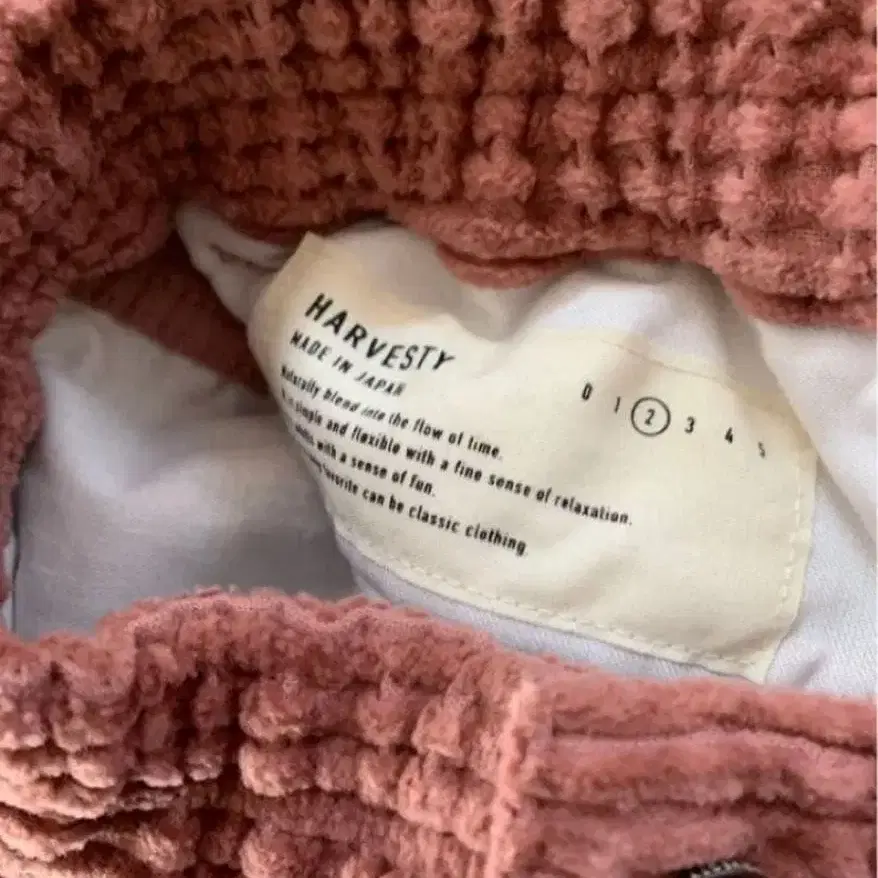 HARVESTY
MADE IN JAPAN
Naturally blend into the flow of time.
simple and flexible with a fine sense of relaxation.
with a sense of fun.
favorite can be classic clothing
0 1 2 3 4 5